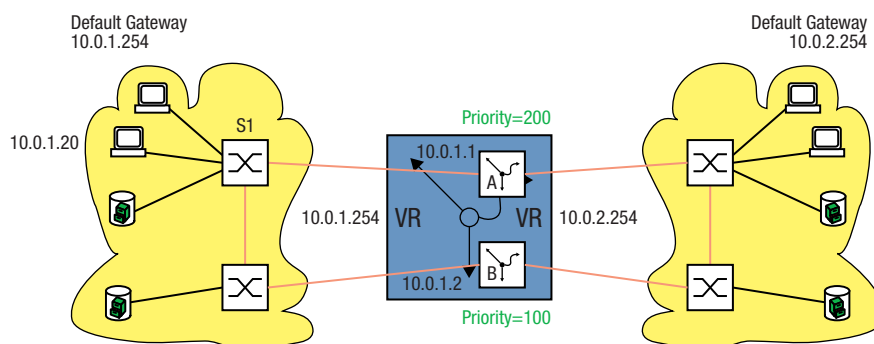 Default Gateway
10.0.1.254
Default Gateway
10.0.2.254
10.0.1.20
S1
Priority=200
10.0.1.1
A
10.0.1.254
VR
VR
10.0.2.254
10.0.1.2
B
Priority=100